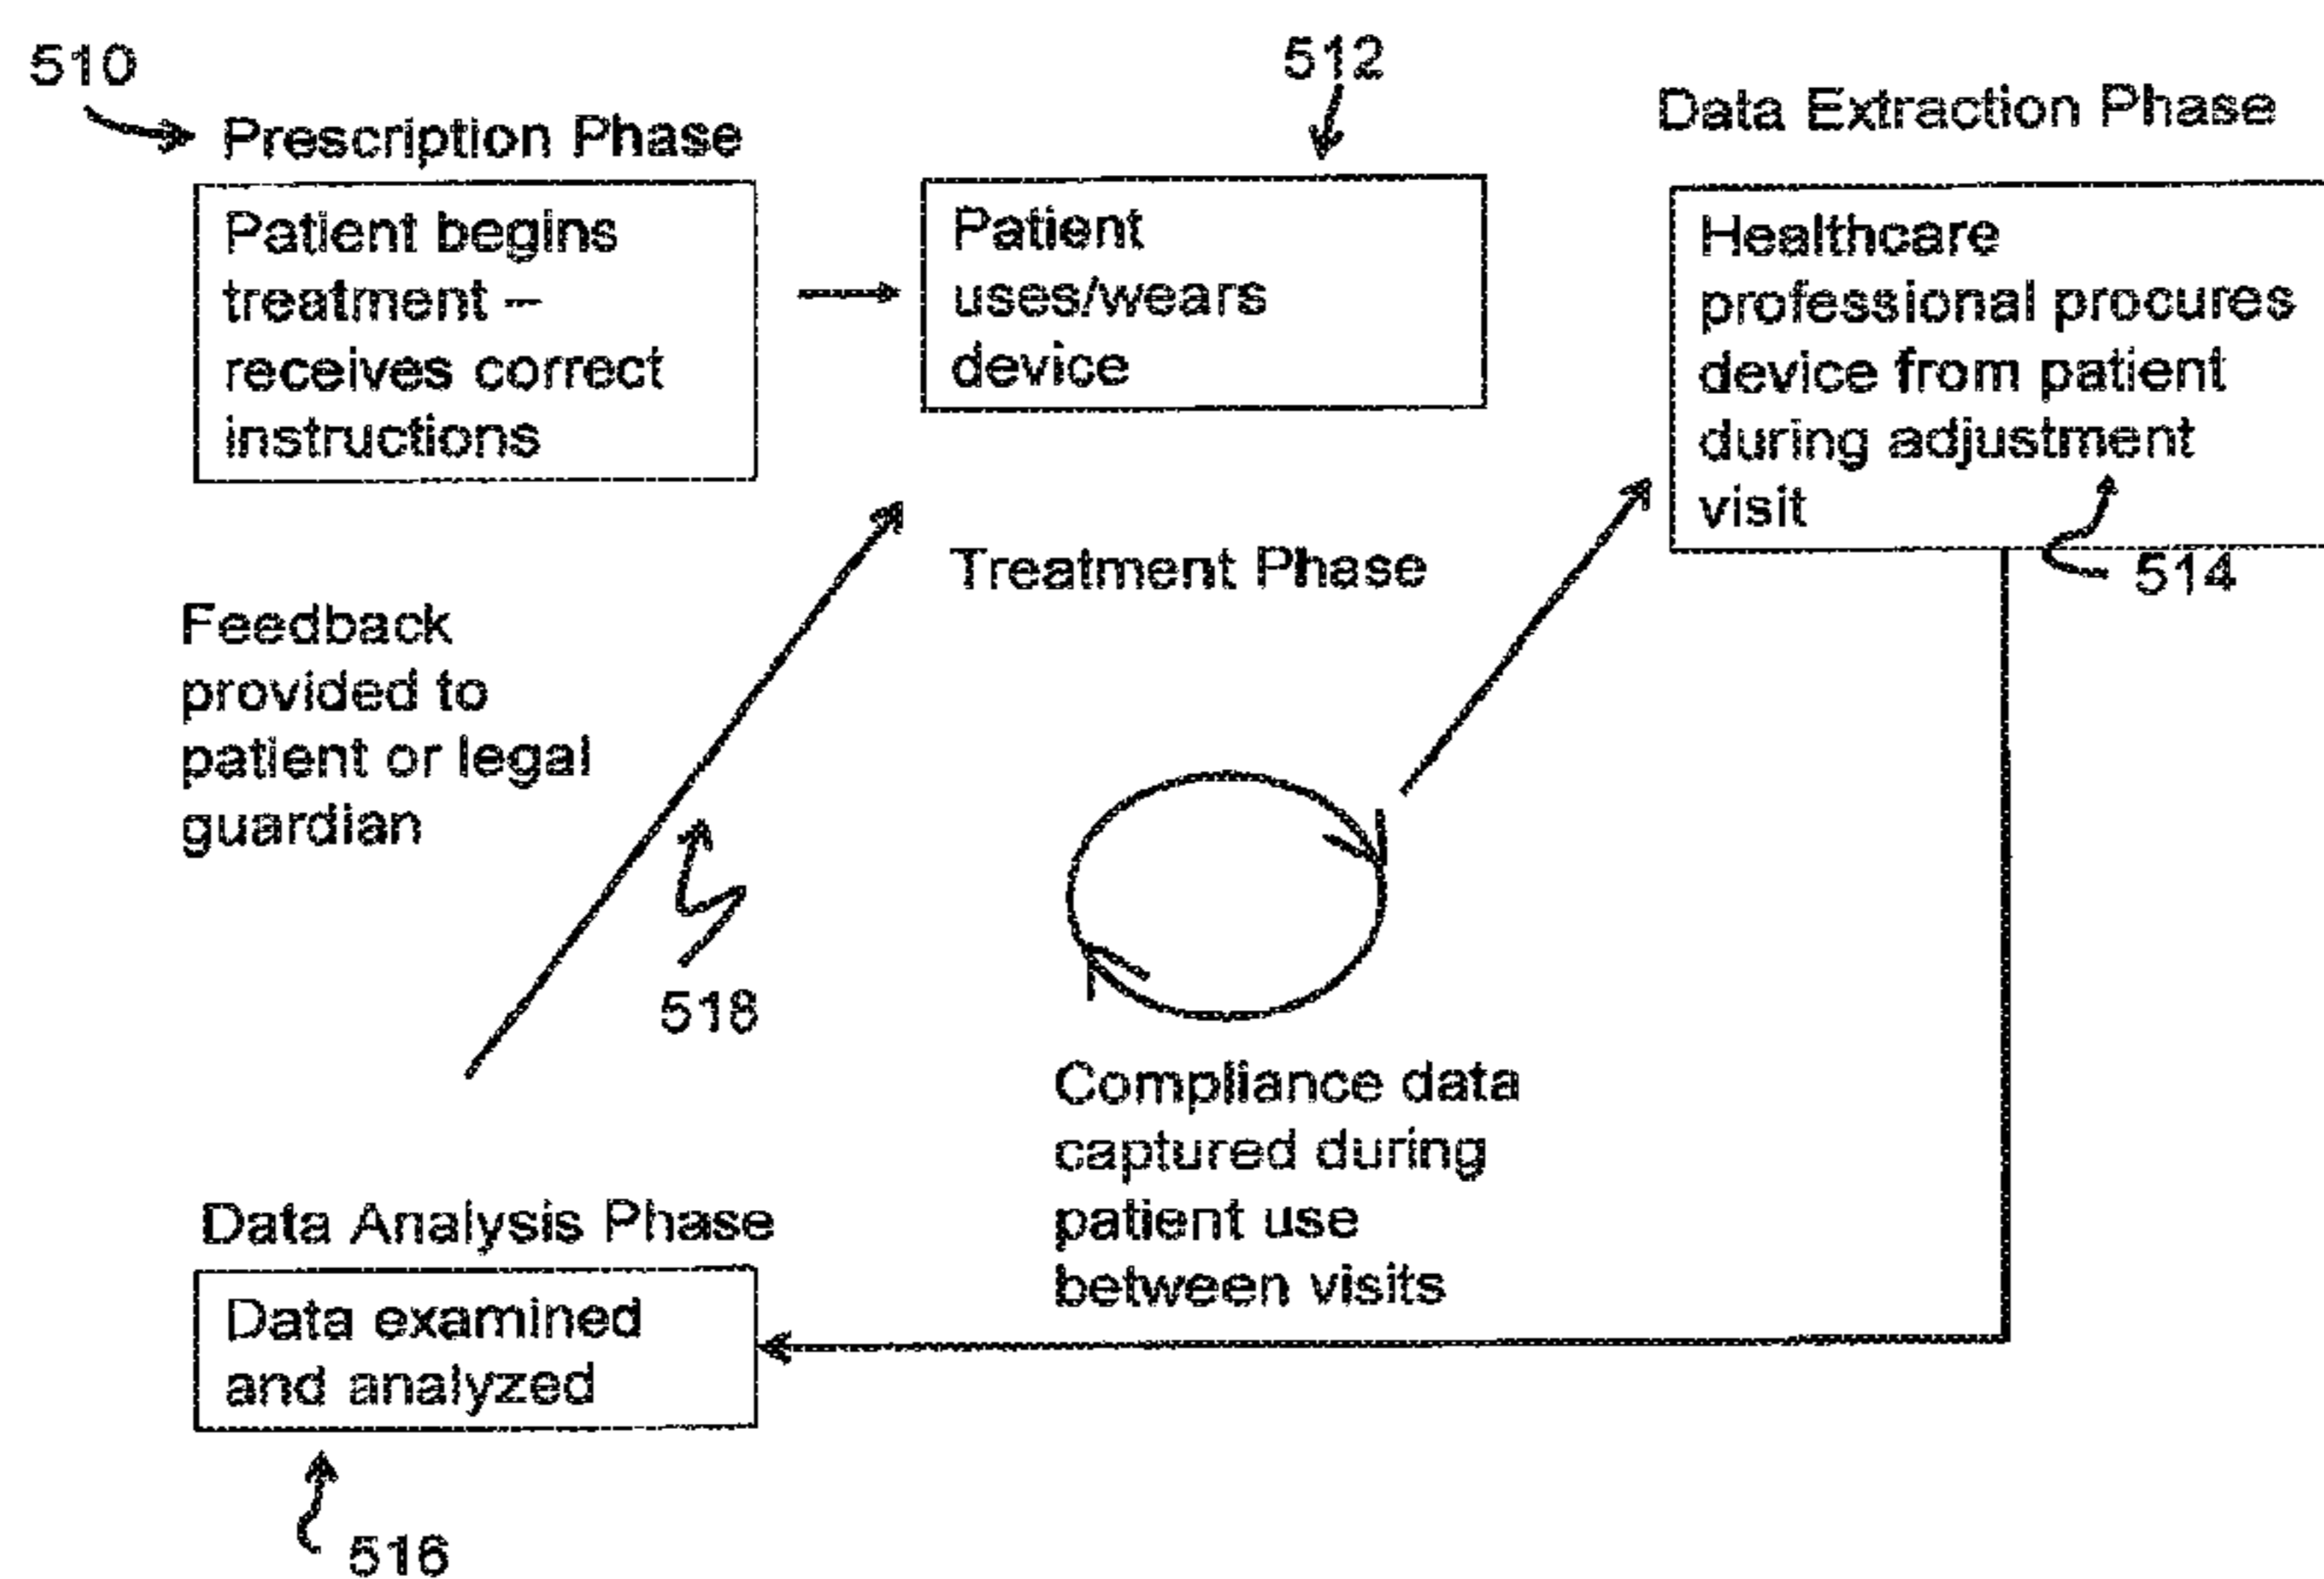 510
Prescription Phase
Patient begins
treatment –
receives correct
instructions
512
Patient
uses/wears
device
Data Extraction Phase
Healthcare
professional procures
device from patient
during adjustment
visit
514
Treatment Phase
Feedback
provided to
patient or legal
guardian
518
Compliance data
captured during
patient use
between visits
Data Analysis Phase
Data examined
and analyzed
516